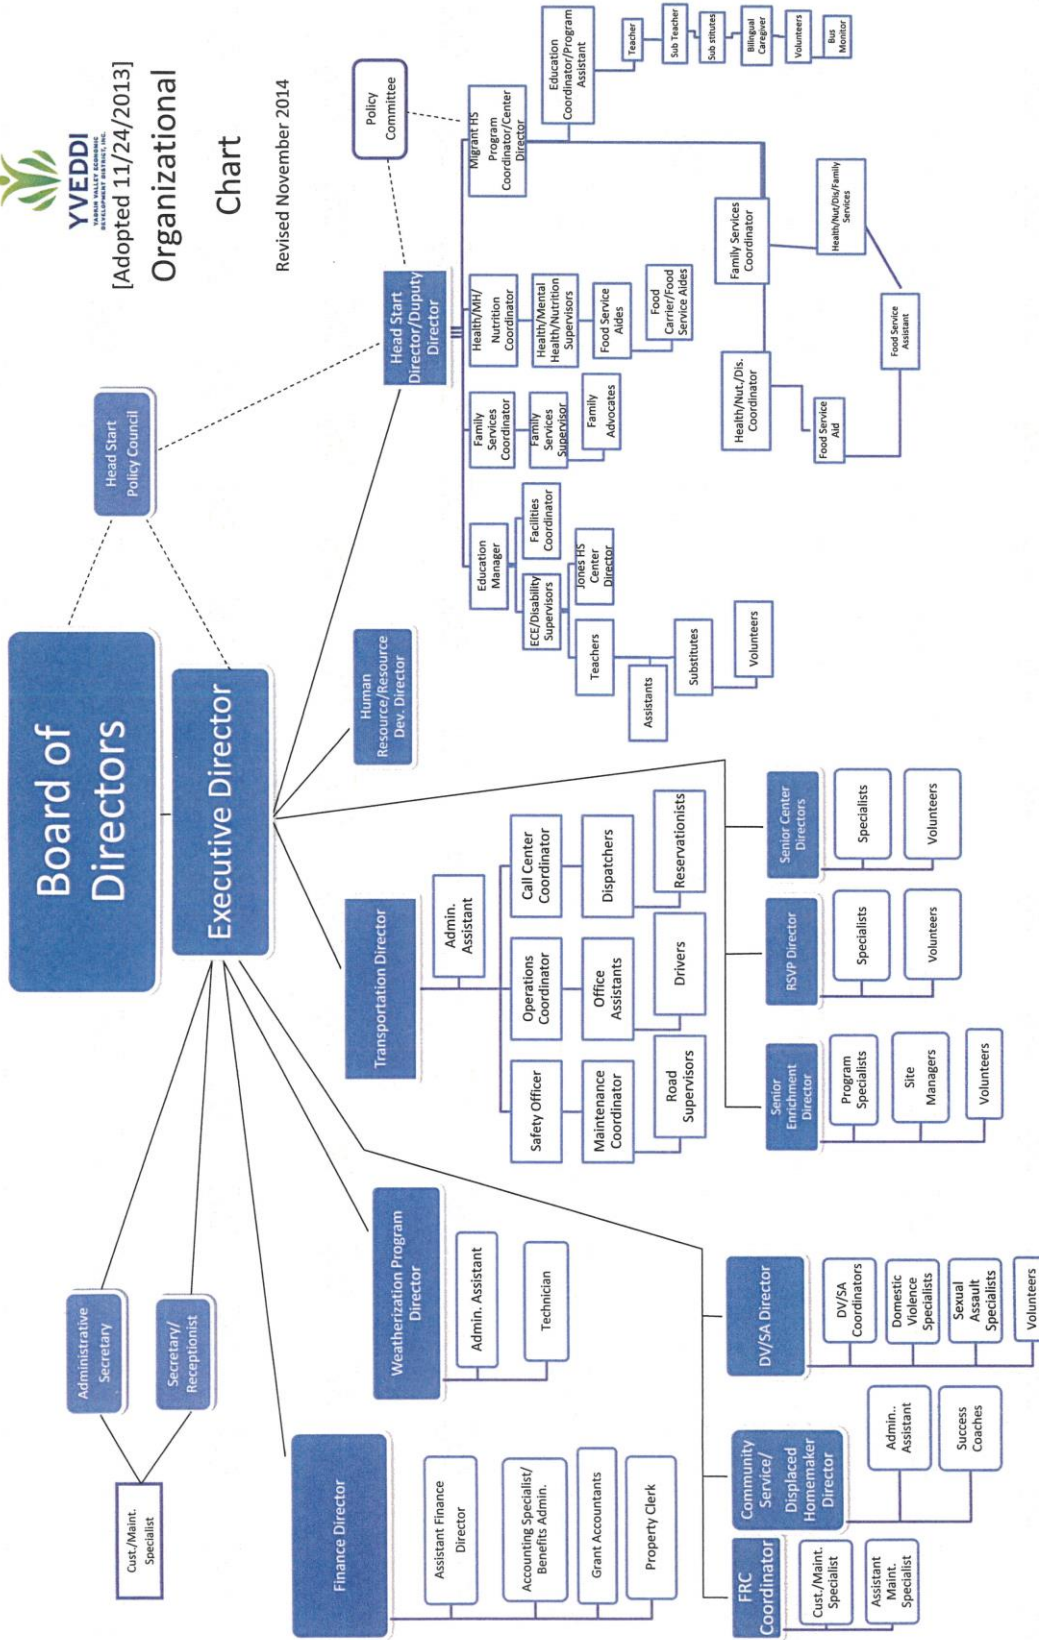 YVEDDI
YADKIN VALLEY ECONOMIC
DEVELOPMENT DISTRICT, INC.
[Adopted 11/24/2013]
Organizational
Chart
Revised November 2014
Board of
Directors
Executive Director
Head Start
Policy Council
Policy
Committee
Administrative
Secretary
Secretary/
Receptionist
Cust./Maint.
Specialist
Finance Director
Assistant Finance
Director
Accounting Specialist/
Benefits Admin.
Grant Accountants
Property Clerk
Weatherization Program
Director
Admin. Assistant
Technician
Transportation Director
Admin.
Assistant
Safety Officer
Operations
Coordinator
Call Center
Coordinator
Maintenance
Coordinator
Office
Assistants
Dispatchers
Road
Supervisors
Drivers
Reservationists
Human
Resource/Resource
Dev. Director
Head Start
Director/Duputy
Director
Education
Manager
ECE/Disability
Supervisors
Facilities
Coordinator
Teachers
Jones HS
Center
Director
Assistants
Substitutes
Volunteers
Family
Services
Coordinator
Family
Services
Supervisor
Family
Advocates
Health/MH/
Nutrition
Coordinator
Health/Mental
Health/Nutrition
Supervisors
Food Service
Aides
Food
Carrier/Food
Service Aides
Migrant HS
Program
Coordinator/Center
Director
Education
Coordinator/Program
Assistant
Teacher
Sub Teacher
Sub stitutes
Bilingual
Caregiver
Volunteers
Bus
Monitor
Family Services
Coordinator
Health/Nut./Dis.
Coordinator
Health/Nut/Dis/Family
Services
Food Service
Aid
Food Service
Assistant
FRC
Coordinator
Cust./Maint.
Specialist
Assistant
Maint.
Specialist
Community
Service/
Displaced
Homemaker
Director
Admin..
Assistant
Success
Coaches
DV/SA Director
DV/SA
Coordinators
Domestic
Violence
Specialists
Sexual
Assault
Specialists
Volunteers
Senior
Enrichment
Director
Program
Specialists
Site
Managers
Volunteers
RSVP Director
Specialists
Volunteers
Senior Center
Directors
Specialists
Volunteers